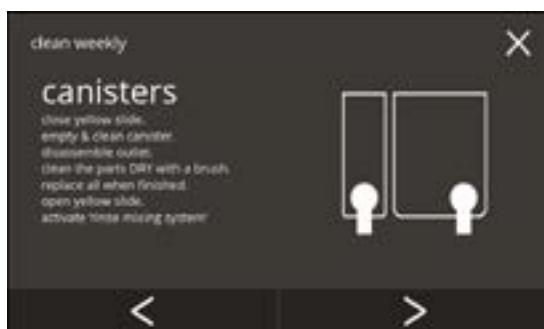 clean weekly
canisters
close yellow slide.
empty & clean canister.
disassemble outlet.
clean the parts DRY with a brush.
replace all when finished.
open yellow slide.
activate 'rinse mixing system'